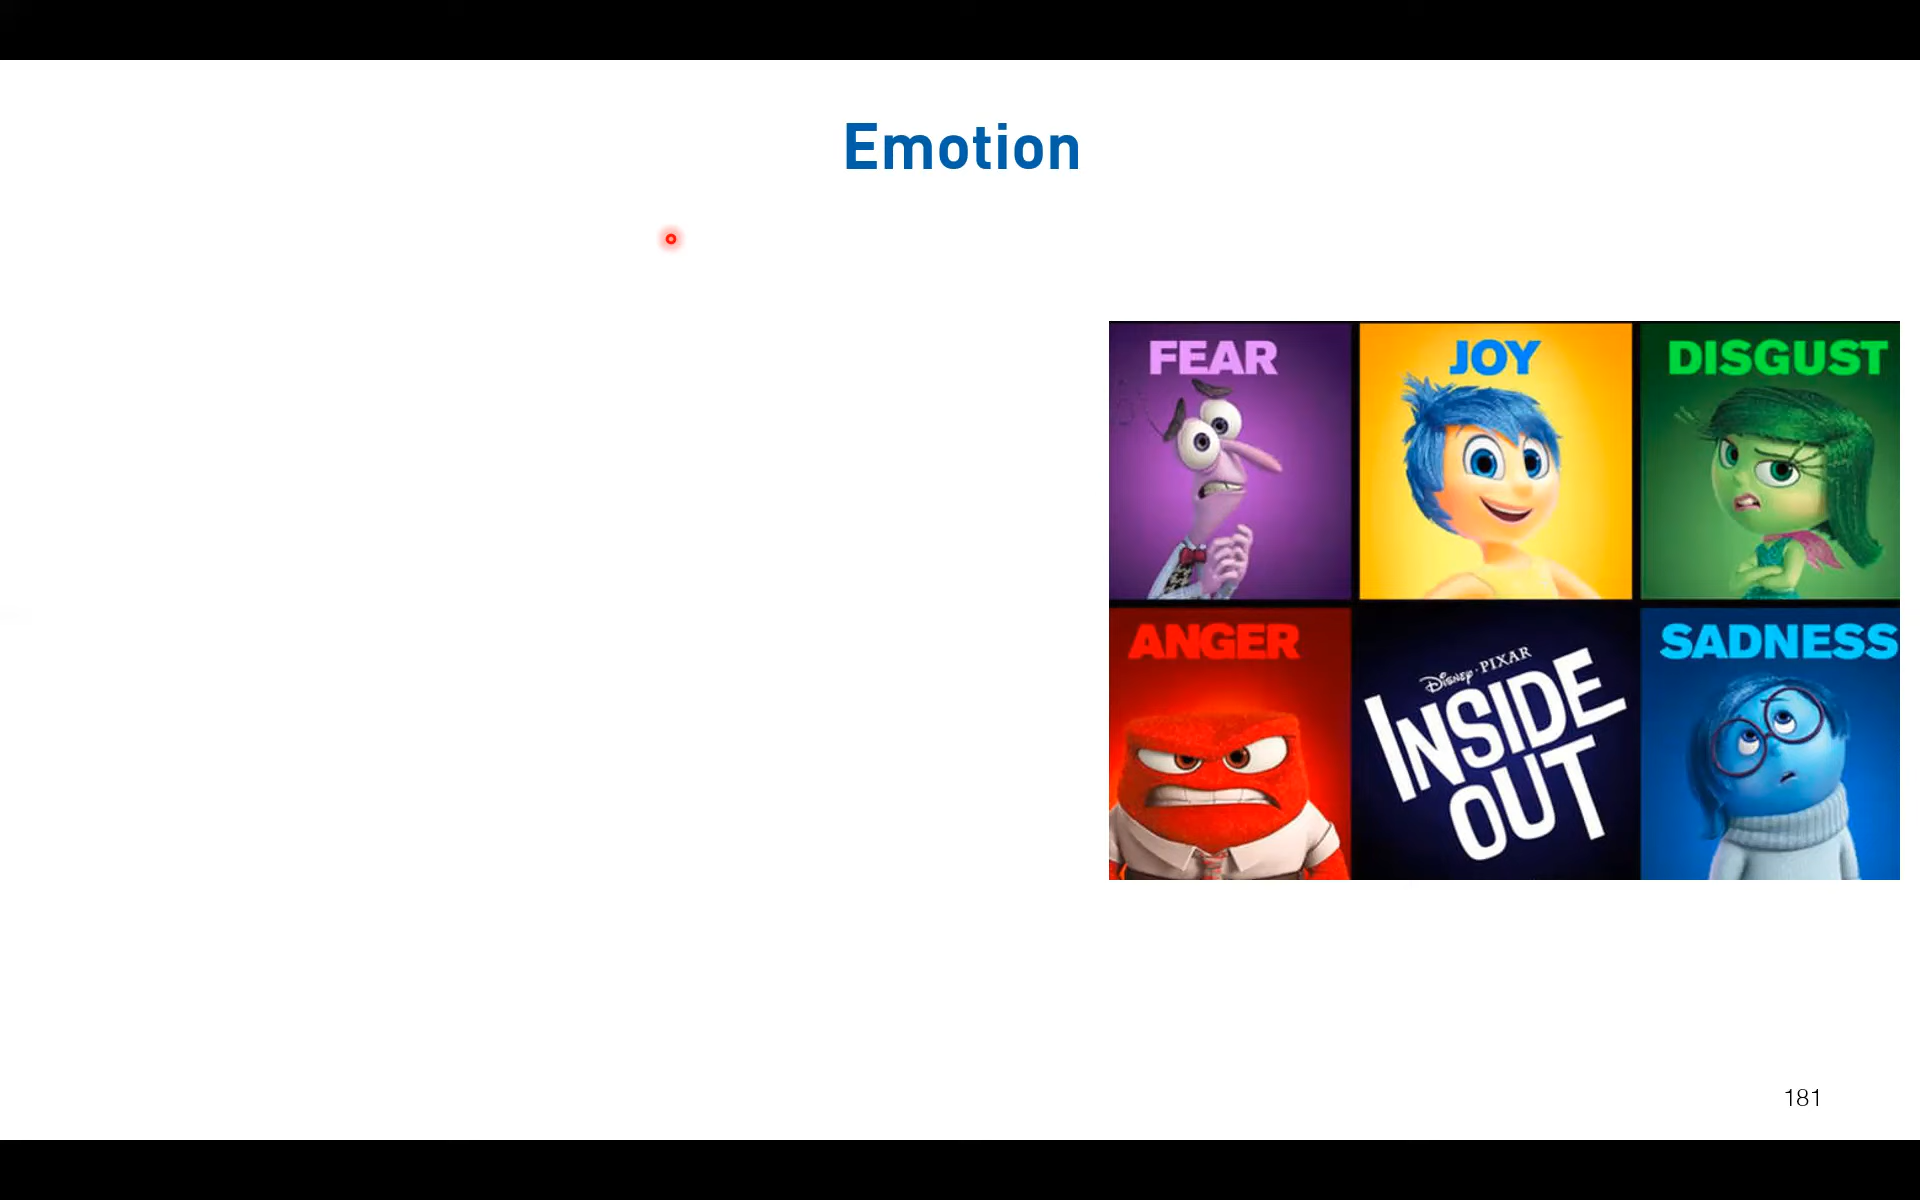 Emotion
FEAR
JOY
DISGUST
ANGER
DISNEY · PIXAR
INSIDE
OUT
SADNESS
181